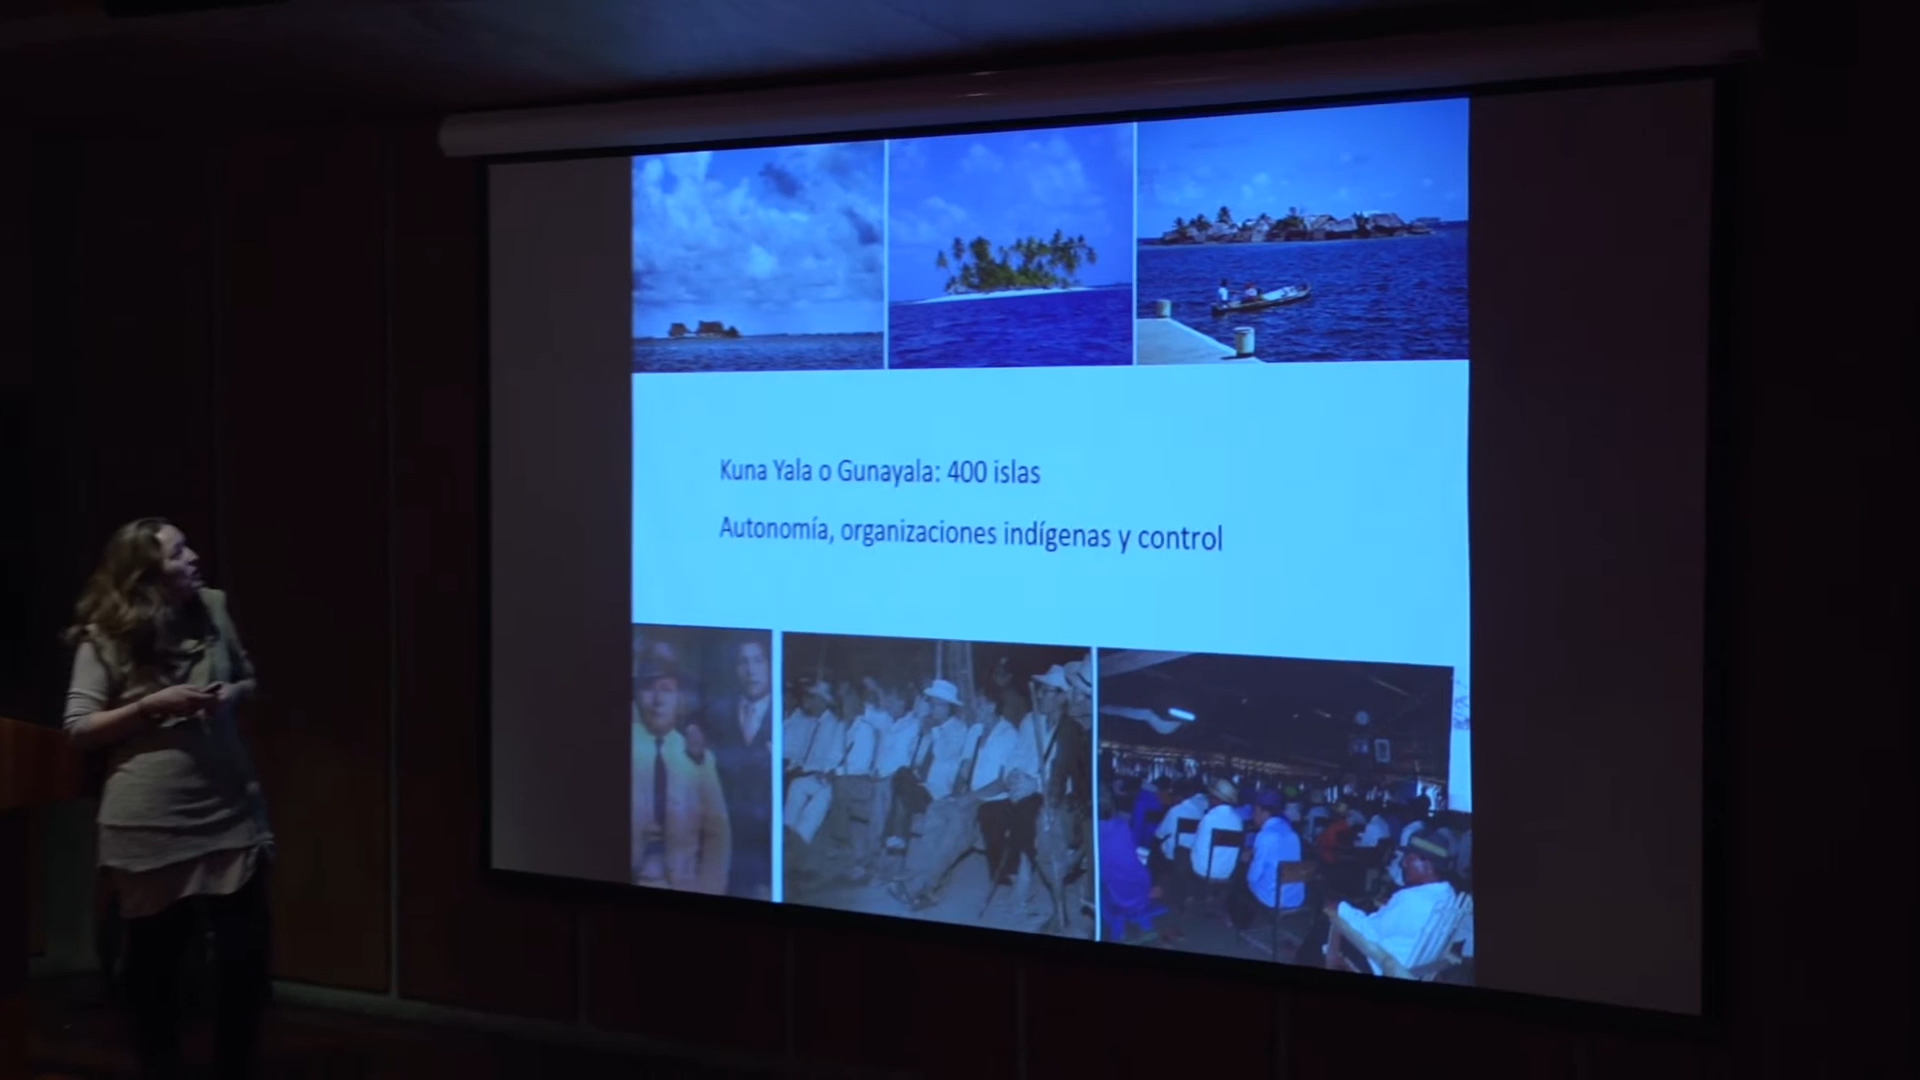 Kuna Yala o Gunayala: 400 islas
Autonomía, organizaciones indígenas y control